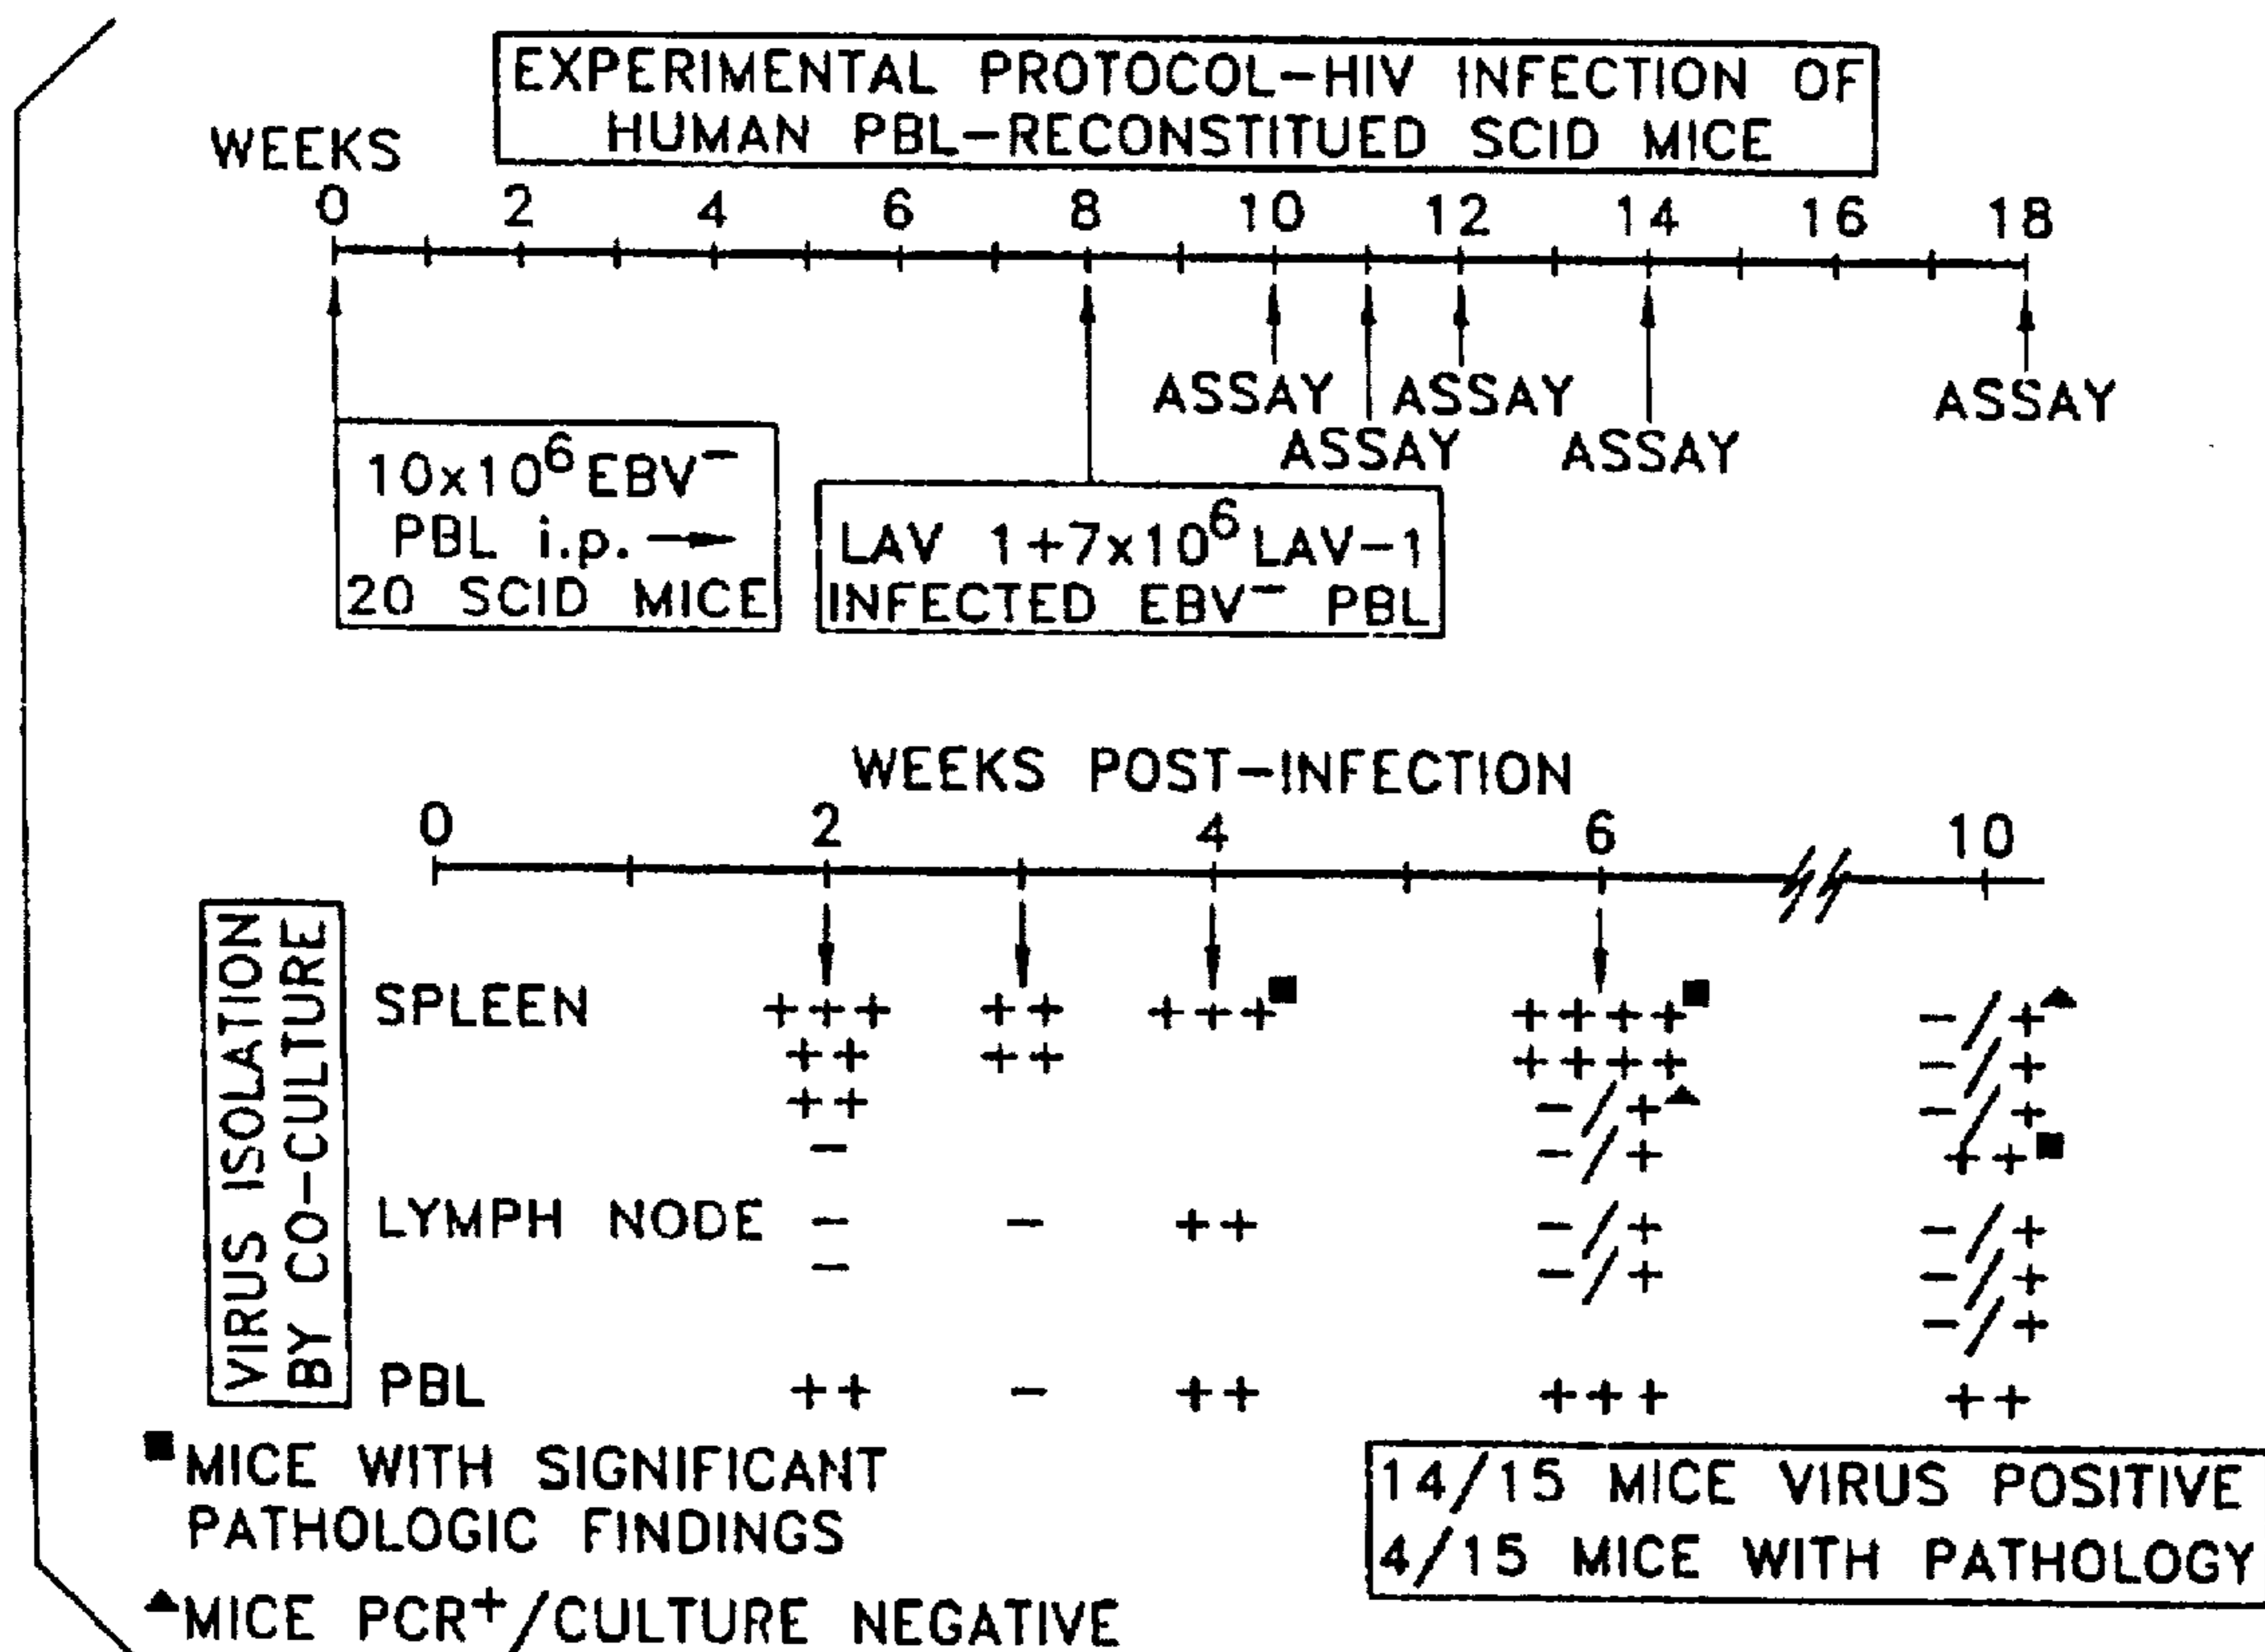 EXPERIMENTAL PROTOCOL-HIV INFECTION OF
HUMAN PBL-RECONSTITUED SCID MICE
WEEKS
0 2 4 6 8 10 12 14 16 18
ASSAY ASSAY ASSAY
ASSAY ASSAY
10x10⁶ EBV⁻
PBL i.p. →
20 SCID MICE
LAV 1+7x10⁶ LAV-1
INFECTED EBV⁻ PBL
WEEKS POST-INFECTION
0 2 4 6 10
VIRUS ISOLATION
BY CO-CULTURE
SPLEEN +++ ++ +++■ ++++■ -/+▲
++ ++ ++++ -/+
++ -/+▲ -/+
- -/+ ++■
LYMPH NODE - - ++ -/+ -/+
- -/+ -/+
-/+
PBL ++ - ++ +++ ++
■MICE WITH SIGNIFICANT
PATHOLOGIC FINDINGS
▲MICE PCR⁺/CULTURE NEGATIVE
14/15 MICE VIRUS POSITIVE
4/15 MICE WITH PATHOLOGY